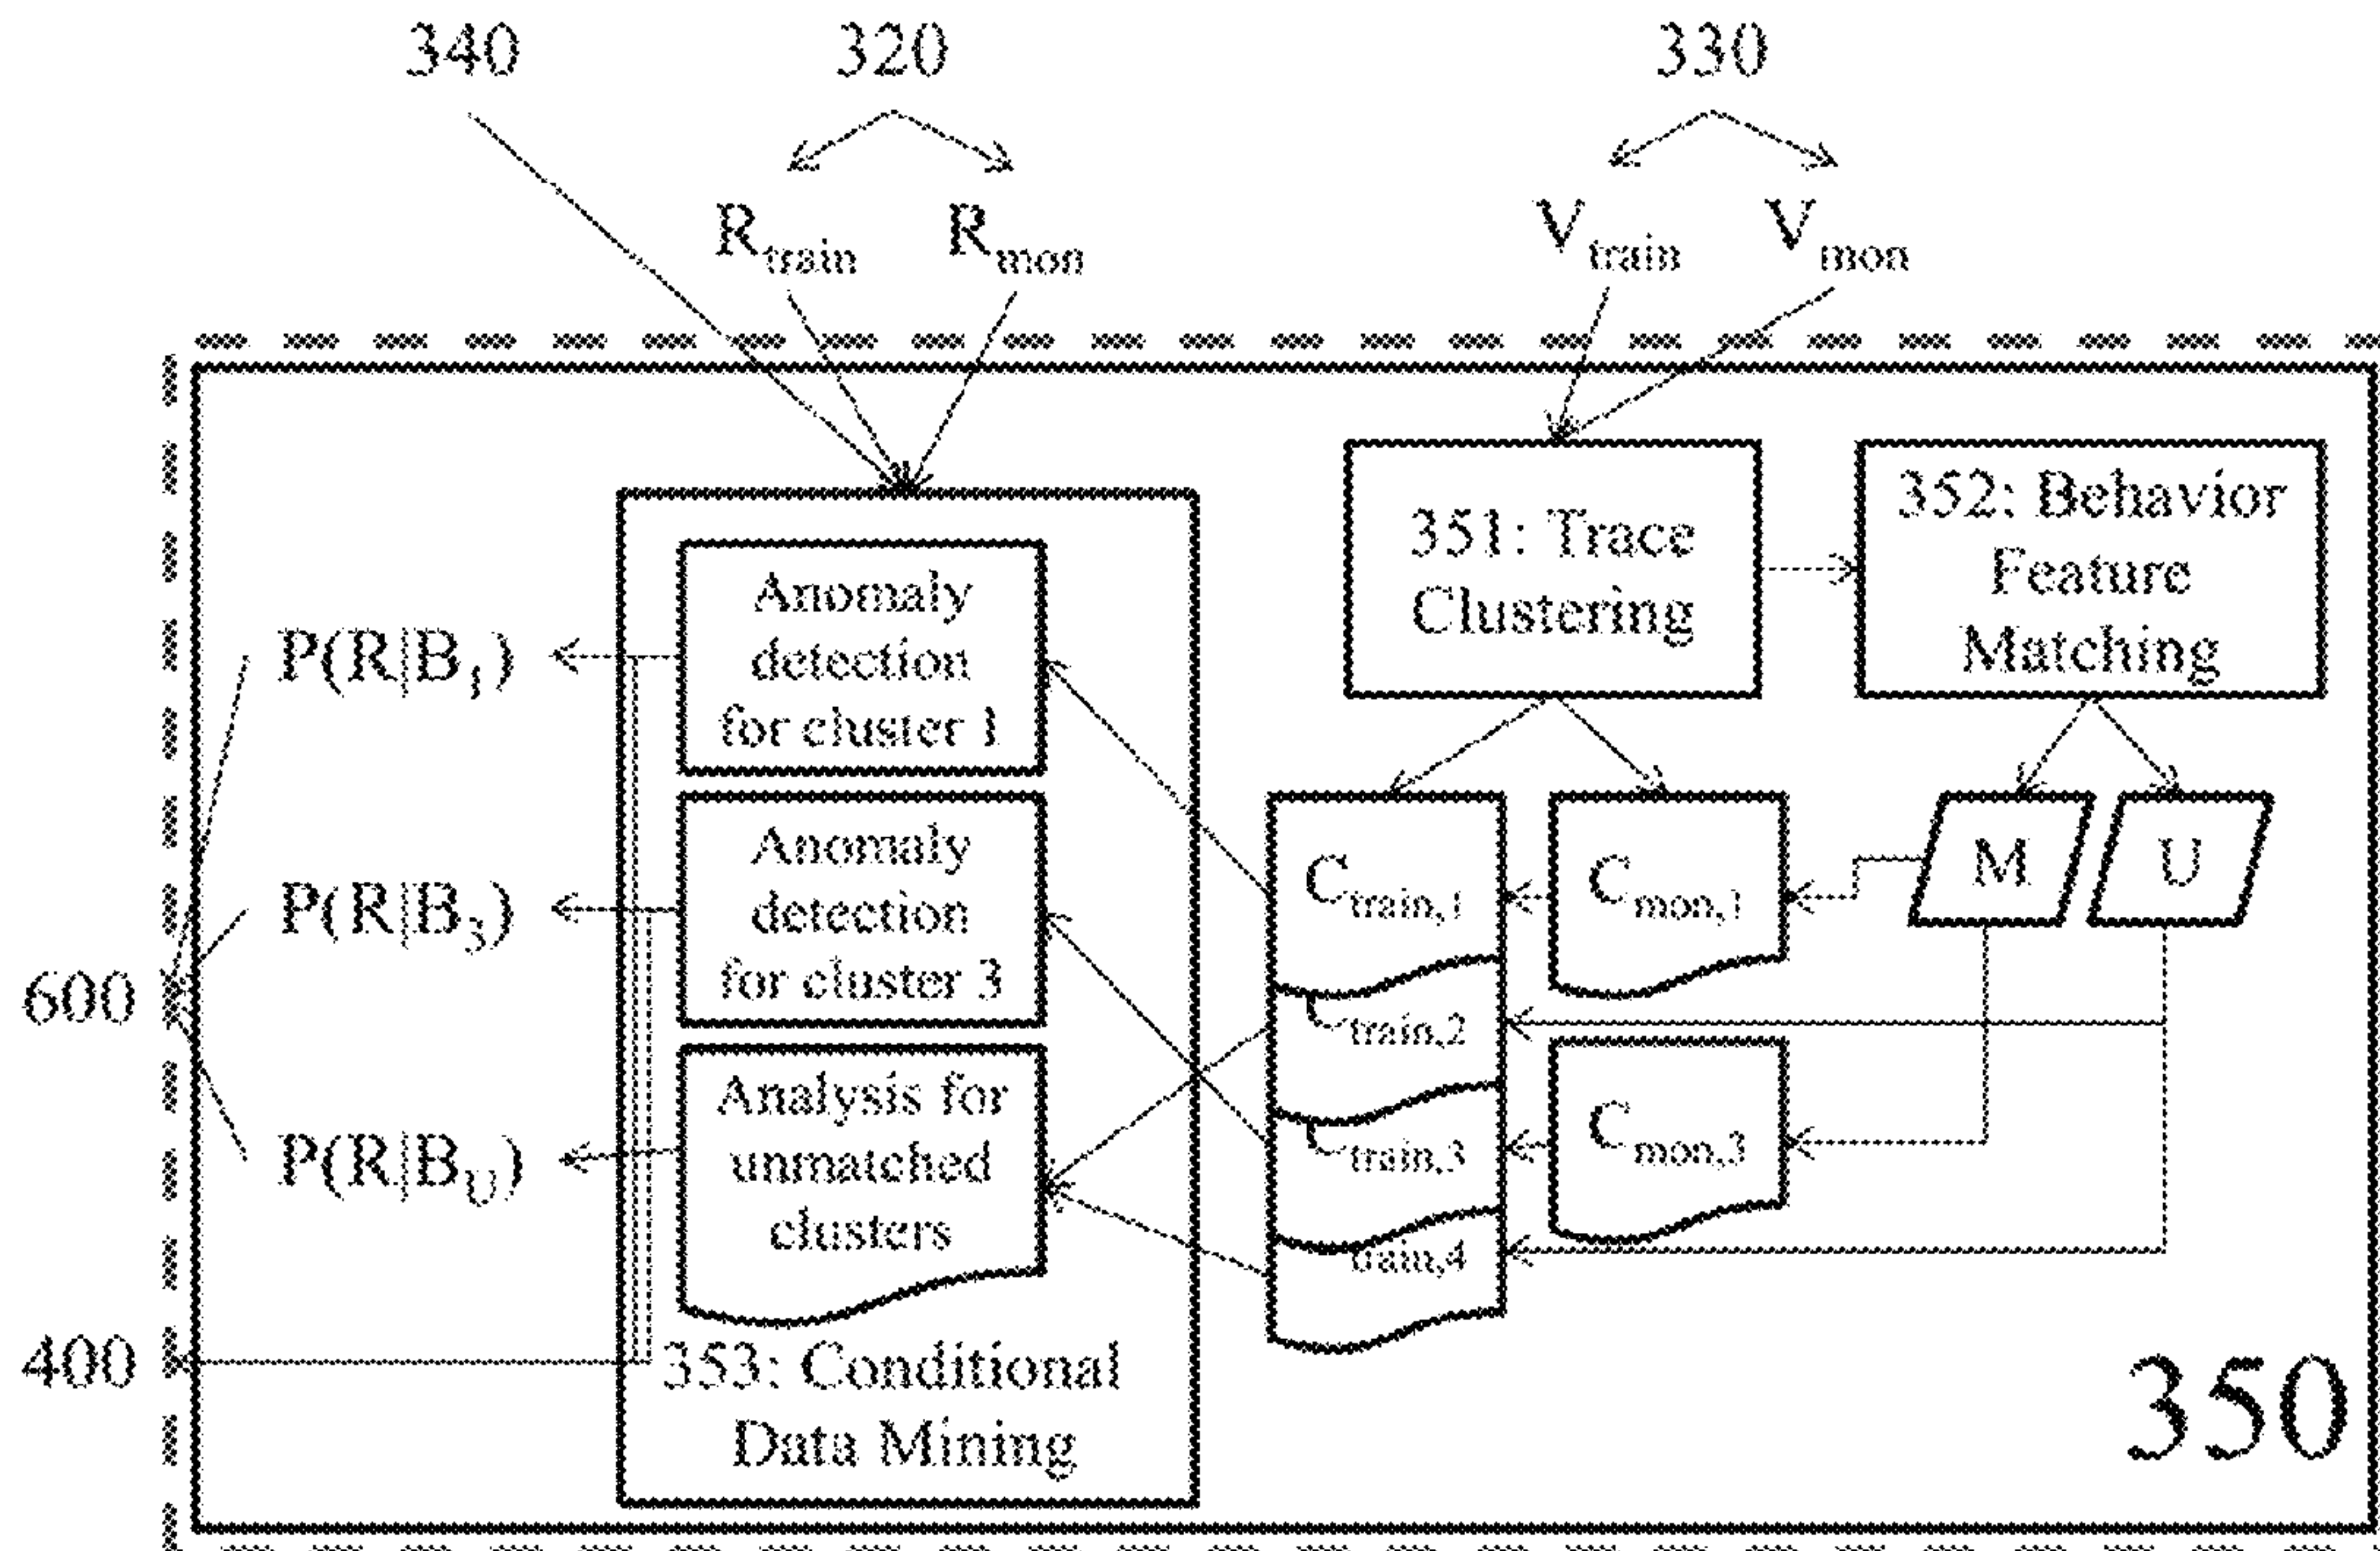 340
320
330
R_train
R_mon
V_train
V_mon
351: Trace
Clustering
352: Behavior
Feature
Matching
Anomaly
detection
for cluster 1
P(R|B_1)
C_train,1
C_mon,1
M
U
Anomaly
detection
for cluster 3
P(R|B_3)
600
C_train,2
Analysis for
unmatched
clusters
P(R|B_U)
C_train,3
C_mon,3
train,4
400
353: Conditional
Data Mining
350